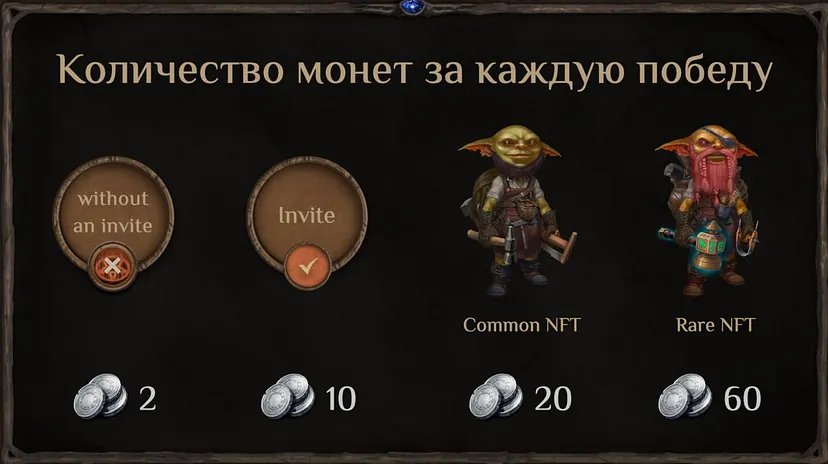 Количество монет за каждую победу
without
an invite
Invite
Common NFT
Rare NFT
2
10
20
60